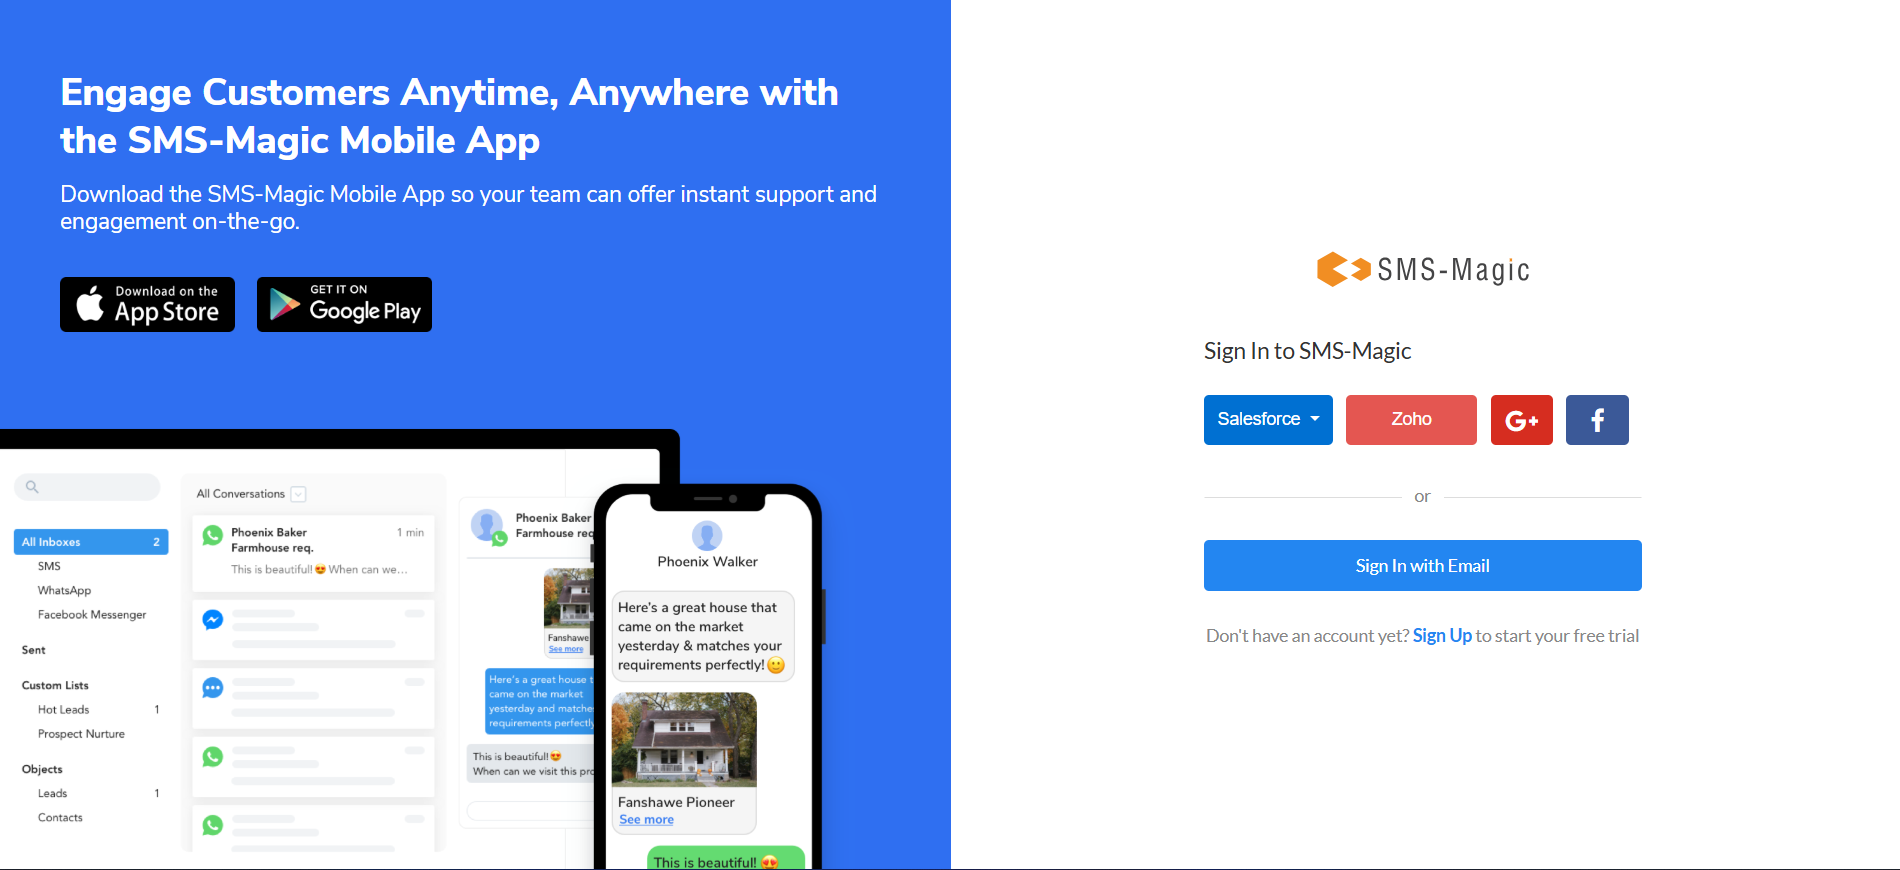 Engage Customers Anytime, Anywhere with
the SMS-Magic Mobile App
Download the SMS-Magic Mobile App so your team can offer instant support and
engagement on-the-go.
Download on the
App Store
GET IT ON
Google Play
All Conversations
All Inboxes 2
SMS
WhatsApp
Facebook Messenger
Sent
Custom Lists
Hot Leads 1
Prospect Nurture
Objects
Leads 1
Contacts
Phoenix Baker 1 min
Farmhouse req.
This is beautiful!😍 When can we...
Phoenix Baker
Farmhouse req
Fanshawe
See more
Here's a great house t
came on the market
yesterday and matche
requirements perfectly
This is beautiful!😍
When can we visit this pro
Phoenix Walker
Here's a great house that
came on the market
yesterday & matches your
requirements perfectly!🙂
Fanshawe Pioneer
See more
This is beautiful! 😍
SMS-Magic
Sign In to SMS-Magic
Salesforce
Zoho
G+
f
or
Sign In with Email
Don't have an account yet? Sign Up to start your free trial